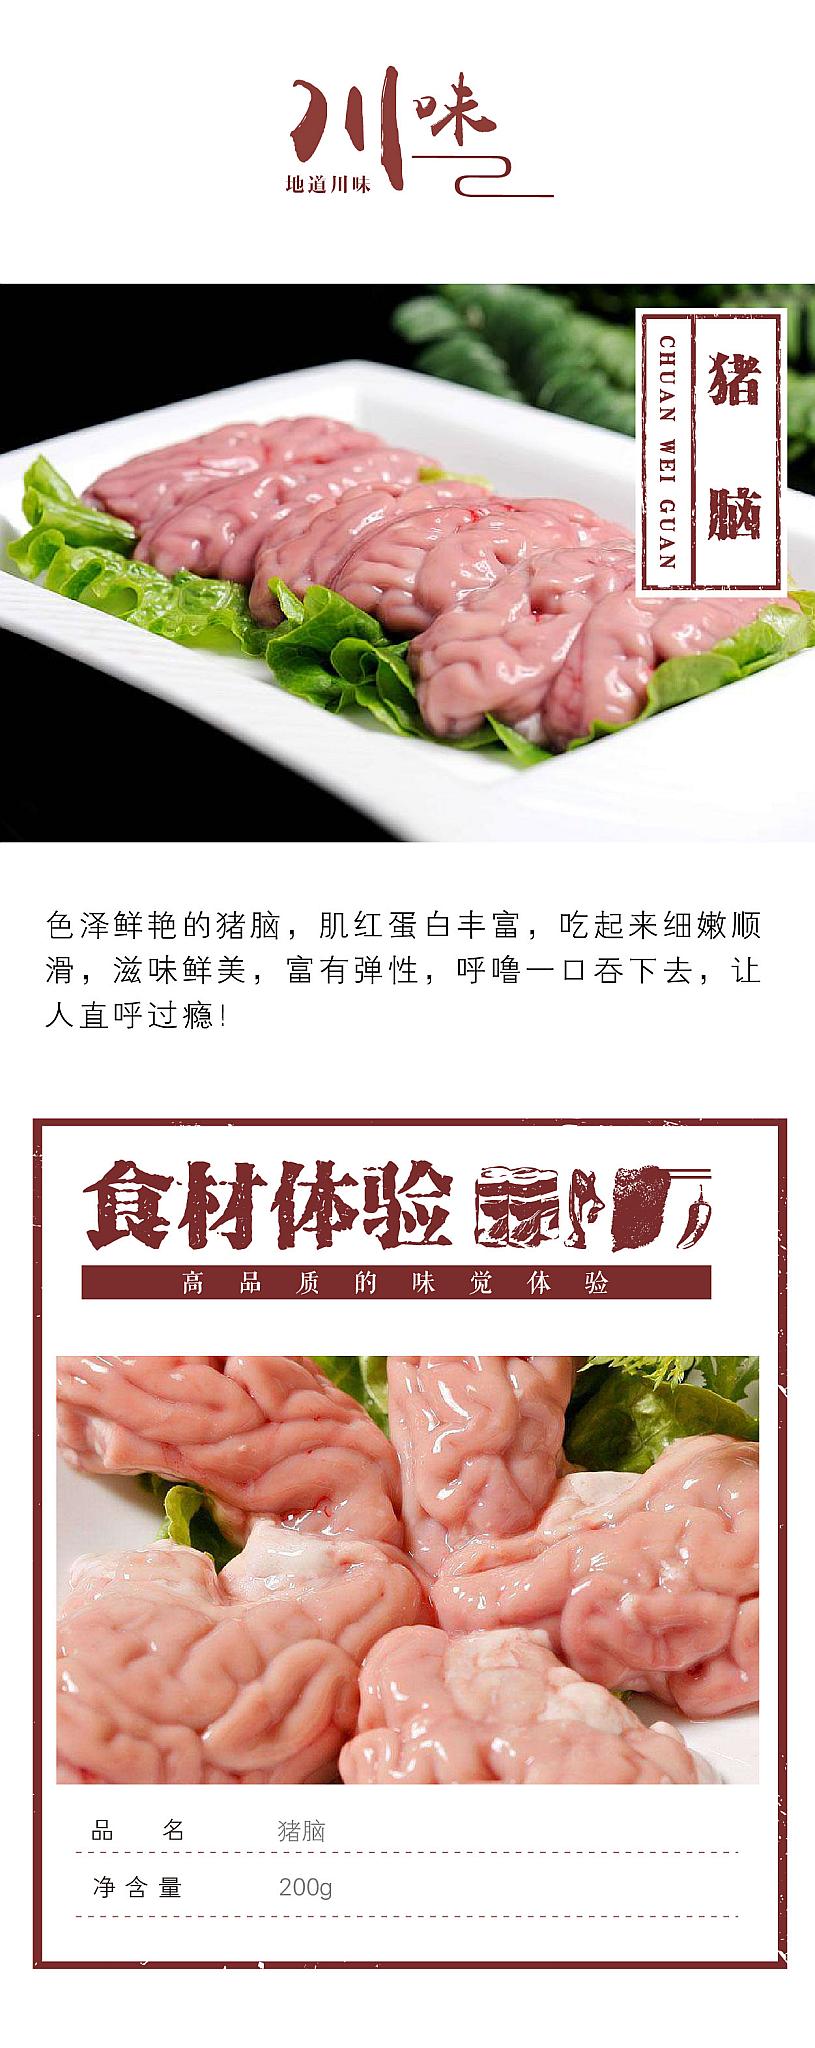 川味
地道川味
猪脑
CHUAN WEI GUAN
色泽鲜艳的猪脑，肌红蛋白丰富，吃起来细嫩顺
滑，滋味鲜美，富有弹性，呼噜一口吞下去，让
人直呼过瘾！
食材体验
高品质的味觉体验
品名 猪脑
净含量 200g